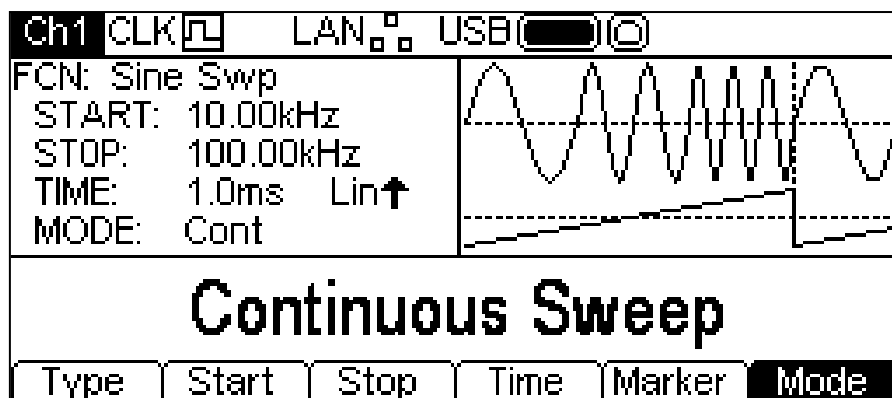 Ch1 CLK LAN USB
FCN: Sine Swp
START: 10.00kHz
STOP: 100.00kHz
TIME: 1.0ms Lin↑
MODE: Cont
Continuous Sweep
Type Start Stop Time Marker Mode